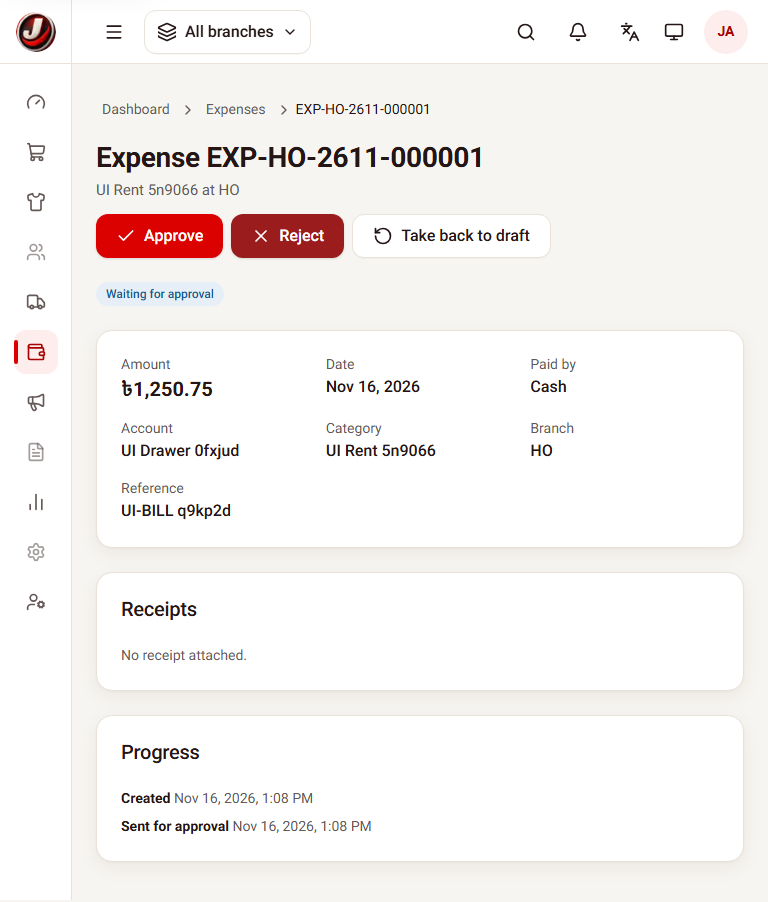 J
All branches
JA
Dashboard
Expenses
EXP-HO-2611-000001
Expense EXP-HO-2611-000001
UI Rent 5n9066 at HO
Approve
Reject
Take back to draft
Waiting for approval
Amount
Date
Paid by
৳1,250.75
Nov 16, 2026
Cash
Account
Category
Branch
UI Drawer 0fxjud
UI Rent 5n9066
HO
Reference
UI-BILL q9kp2d
Receipts
No receipt attached.
Progress
Created Nov 16, 2026, 1:08 PM
Sent for approval Nov 16, 2026, 1:08 PM